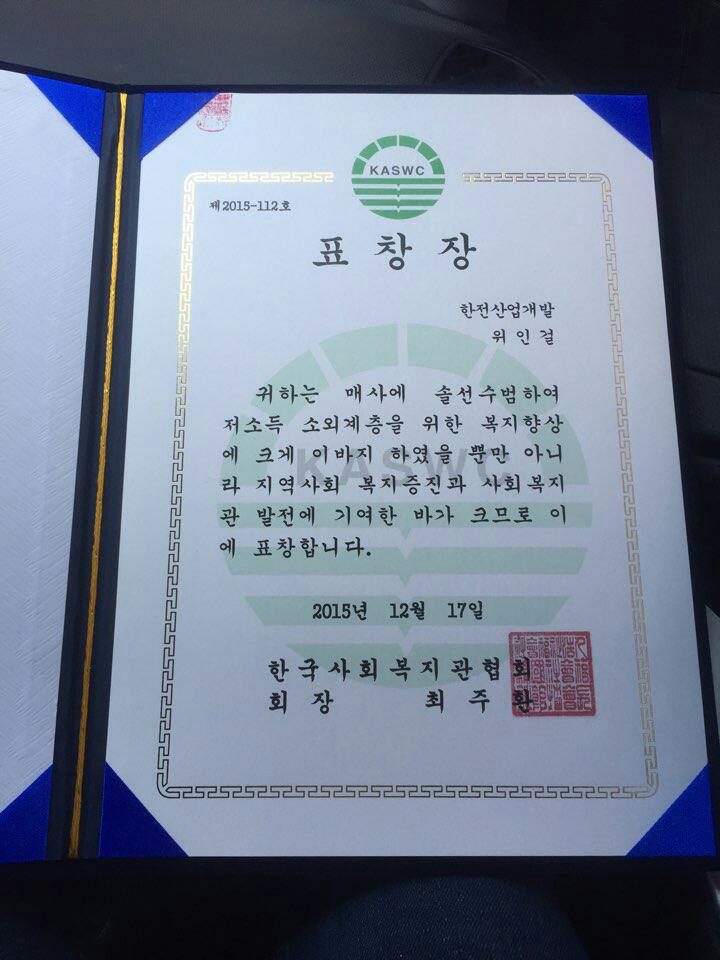 KASWC
제2015-112호
표창장
한전산업개발
위인걸
귀하는 매사에 솔선수범하여
저소득 소외계층을 위한 복지향상
에 크게 이바지 하였을 뿐만 아니
라 지역사회 복지증진과 사회복지
관 발전에 기여한 바가 크므로 이
에 표창합니다.
KASWC
2015년 12월 17일
한국사회복지관협회
회장 최주환